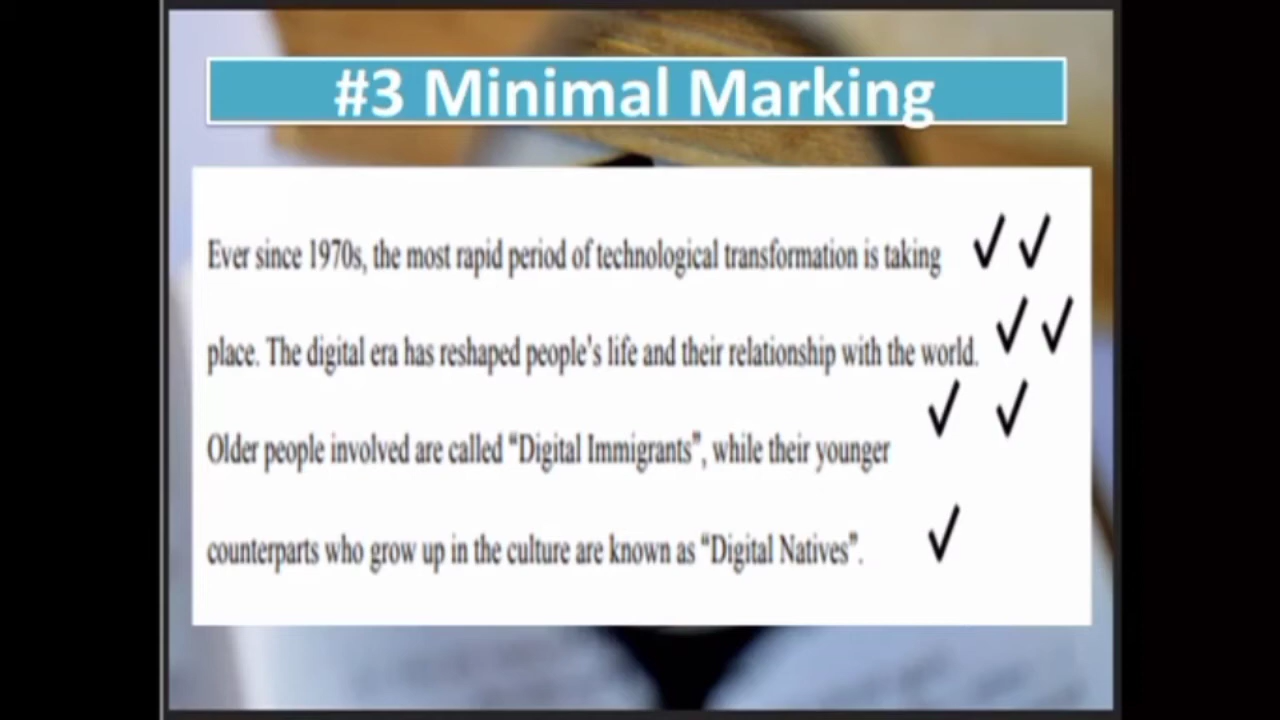 #3 Minimal Marking
Ever since 1970s, the most rapid period of technological transformation is taking
place. The digital era has reshaped people's life and their relationship with the world.
Older people involved are called “Digital Immigrants”, while their younger
counterparts who grow up in the culture are known as “Digital Natives”.